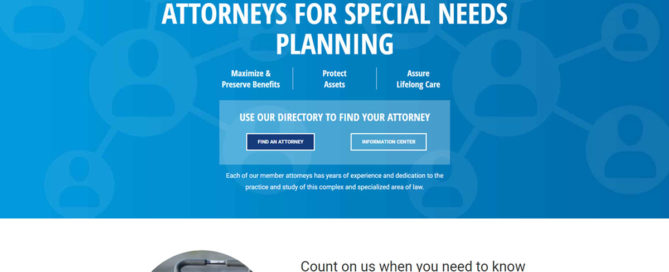 ATTORNEYS FOR SPECIAL NEEDS
PLANNING
Maximize &
Preserve Benefits
Protect
Assets
Assure
Lifelong Care
USE OUR DIRECTORY TO FIND YOUR ATTORNEY
FIND AN ATTORNEY
INFORMATION CENTER
Each of our member attorneys has years of experience and dedication to the
practice and study of this complex and specialized area of law.
Count on us when you need to know